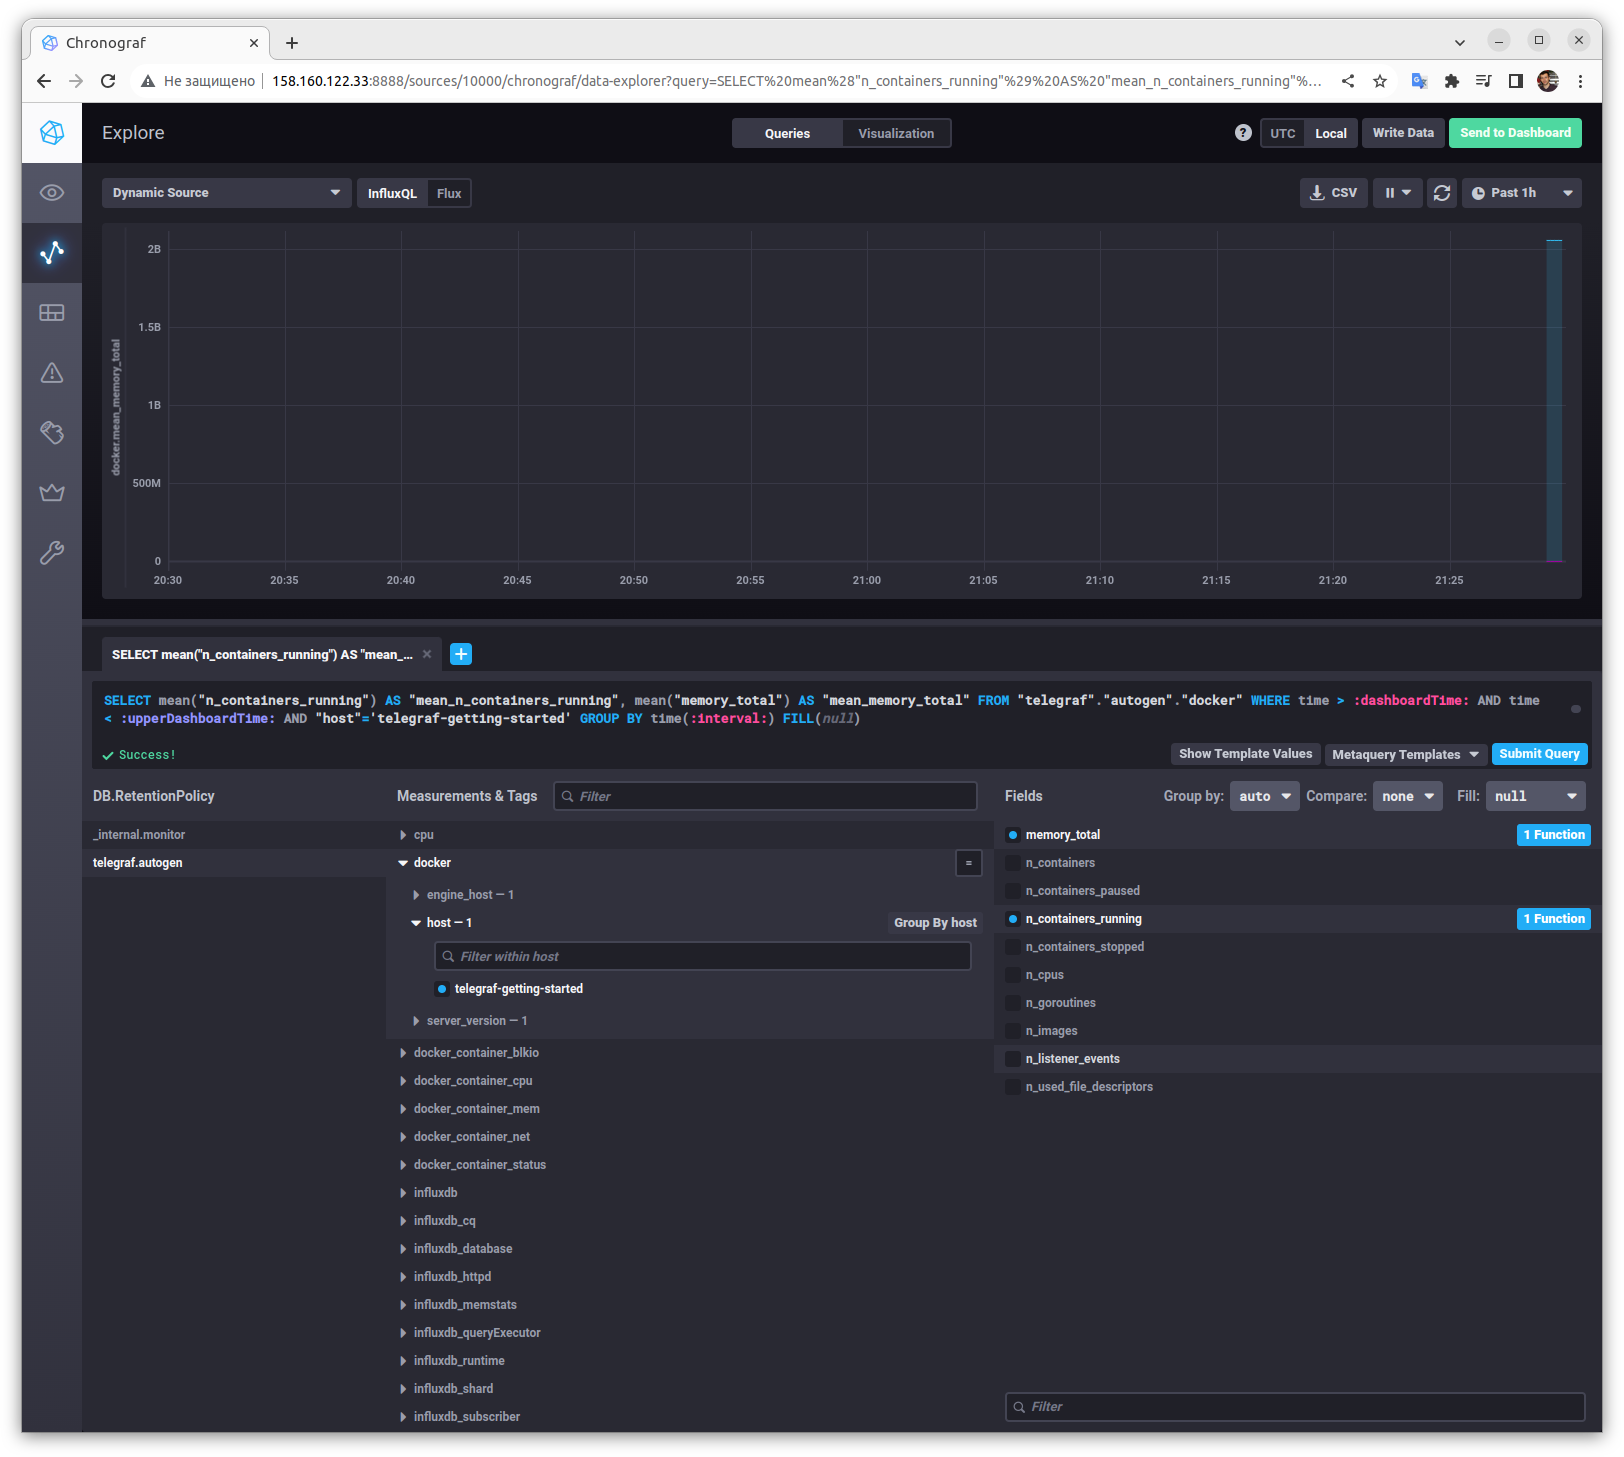 Chronograf
Не защищено
158.160.122.33:8888/sources/10000/chronograf/data-explorer?query=SELECT%20mean%28"n_containers_running"%29%20AS%20"mean_n_containers_running"%...
Explore
Queries
Visualization
?
UTC
Local
Write Data
Send to Dashboard
Dynamic Source
InfluxQL
Flux
CSV
Past 1h
docker.mean_memory_total
2B
1.5B
1B
500M
0
20:30
20:35
20:40
20:45
20:50
20:55
21:00
21:05
21:10
21:15
21:20
21:25
SELECT mean("n_containers_running") AS "mean_...
SELECT mean("n_containers_running") AS "mean_n_containers_running", mean("memory_total") AS "mean_memory_total" FROM "telegraf"."autogen"."docker" WHERE time > :dashboardTime: AND time
< :upperDashboardTime: AND "host"='telegraf-getting-started' GROUP BY time(:interval:) FILL(null)
Success!
Show Template Values
Metaquery Templates
Submit Query
DB.RetentionPolicy
_internal.monitor
telegraf.autogen
Measurements & Tags
Filter
cpu
docker
=
engine_host — 1
host — 1
Group By host
Filter within host
telegraf-getting-started
server_version — 1
docker_container_blkio
docker_container_cpu
docker_container_mem
docker_container_net
docker_container_status
influxdb
influxdb_cq
influxdb_database
influxdb_httpd
influxdb_memstats
influxdb_queryExecutor
influxdb_runtime
influxdb_shard
influxdb_subscriber
Fields
Group by:
auto
Compare:
none
Fill:
null
memory_total
1 Function
n_containers
n_containers_paused
n_containers_running
1 Function
n_containers_stopped
n_cpus
n_goroutines
n_images
n_listener_events
n_used_file_descriptors
Filter